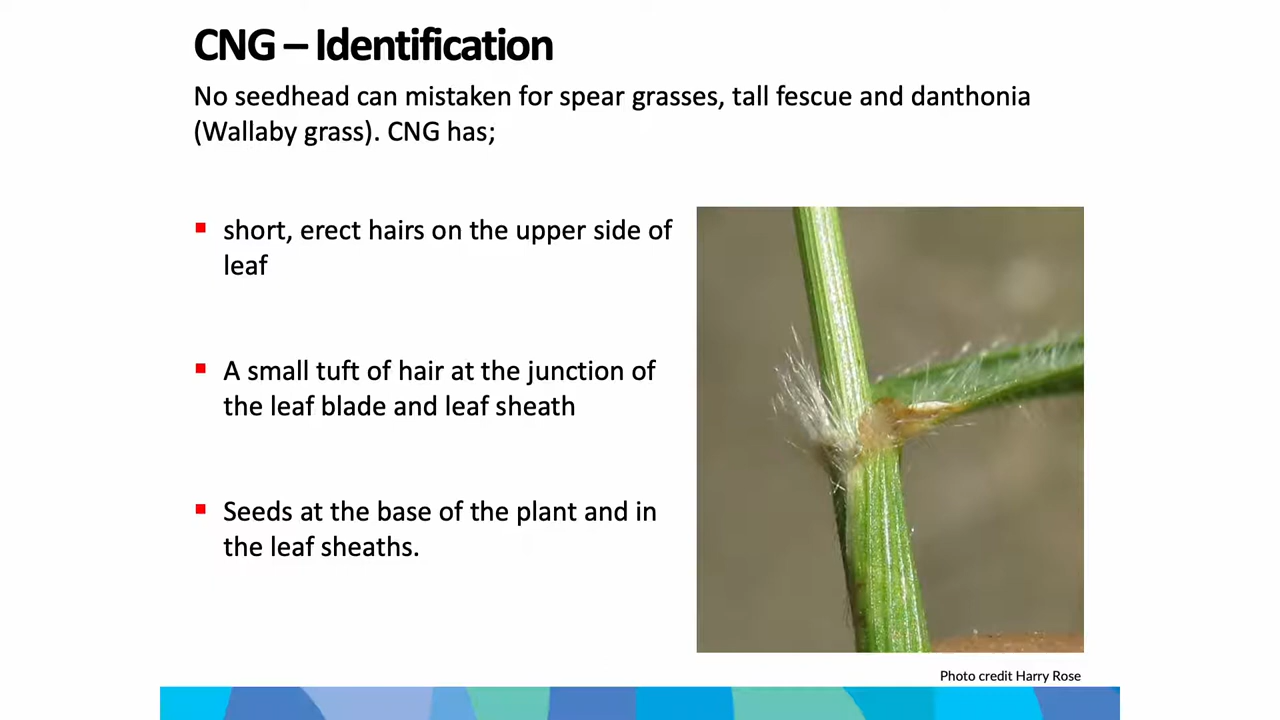 CNG – Identification
No seedhead can mistaken for spear grasses, tall fescue and danthonia
(Wallaby grass). CNG has;
▪ short, erect hairs on the upper side of
leaf
▪ A small tuft of hair at the junction of
the leaf blade and leaf sheath
▪ Seeds at the base of the plant and in
the leaf sheaths.
Photo credit Harry Rose